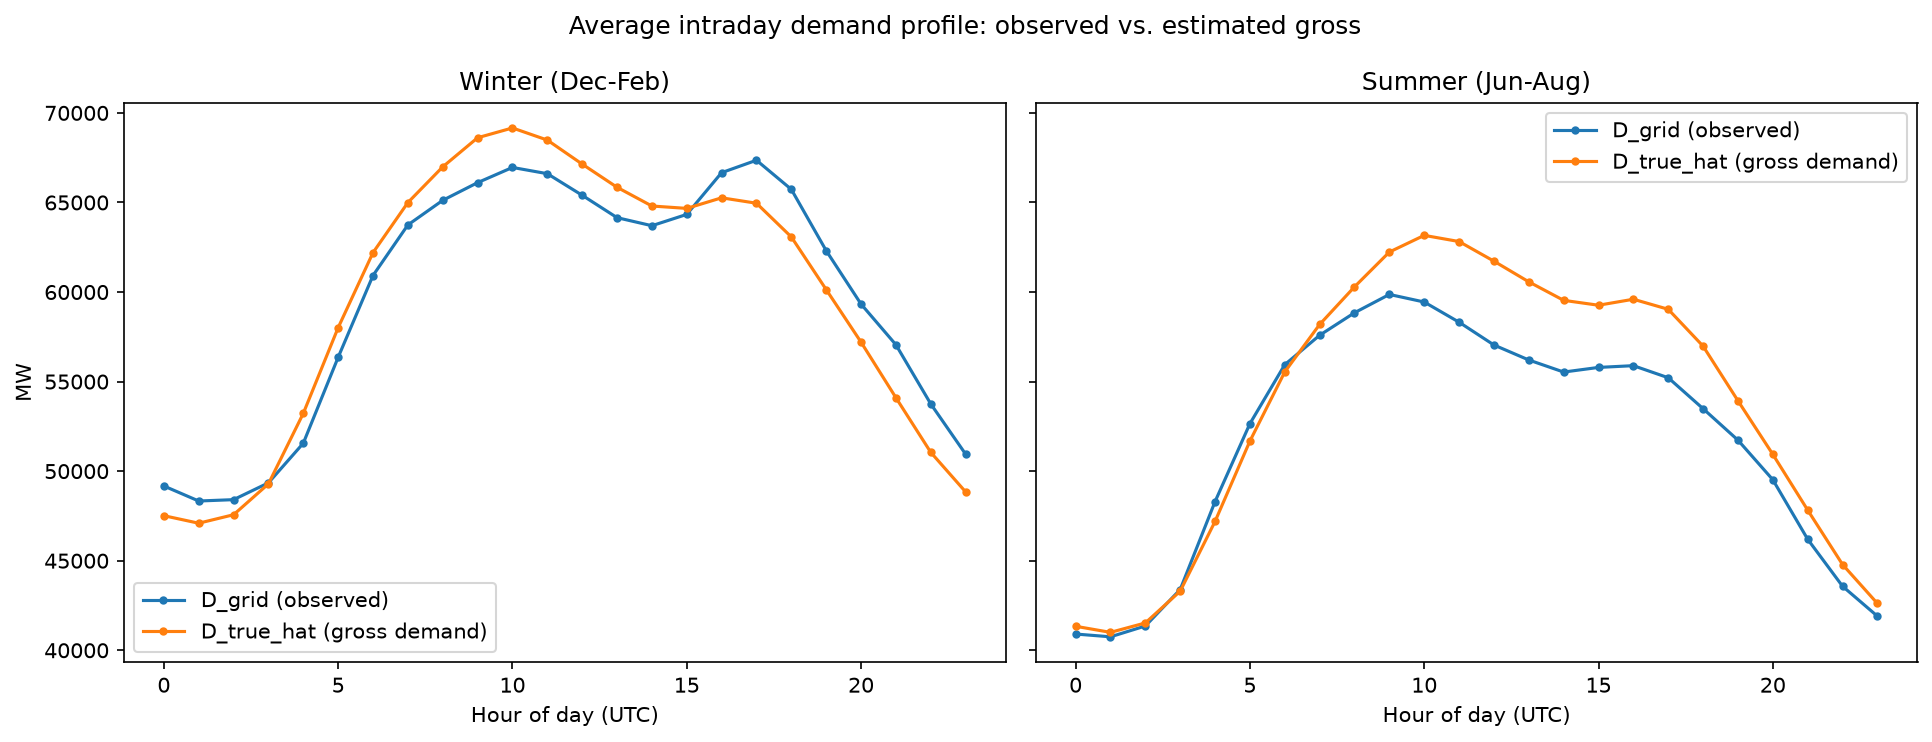 Average intraday demand profile: observed vs. estimated gross
Winter (Dec-Feb)
70000
65000
60000
55000
50000
45000
40000
MW
D_grid (observed)
D_true_hat (gross demand)
0 5 10 15 20
Hour of day (UTC)
Summer (Jun-Aug)
D_grid (observed)
D_true_hat (gross demand)
0 5 10 15 20
Hour of day (UTC)